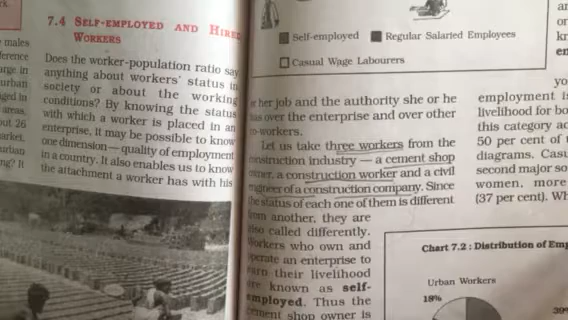 7.4 SELF-EMPLOYED AND HIRED
WORKERS
males
urban
areas,
Does the worker-population ratio say
anything about workers' status in
society or about the working
conditions? By knowing the status
with which a worker is placed in an
enterprise, it may be possible to know
one dimension — quality of employment
in a country. It also enables us to know
the attachment a worker has with his
Self-employed
Regular Salaried Employees
Casual Wage Labourers
or her job and the authority she or he
has over the enterprise and over other
co-workers.
Let us take three workers from the
construction industry — a cement shop
owner, a construction worker and a civil
engineer of a construction company. Since
the status of each one of them is different
from another, they are
also called differently.
Workers who own and
operate an enterprise to
earn their livelihood
are known as self-
employed. Thus the
cement shop owner is
employment is
livelihood for bo
this category ac
50 per cent of
diagrams. Casu
second major so
women, more
(37 per cent). Wh
Chart 7.2 : Distribution of Emp
Urban Workers
18%
39%